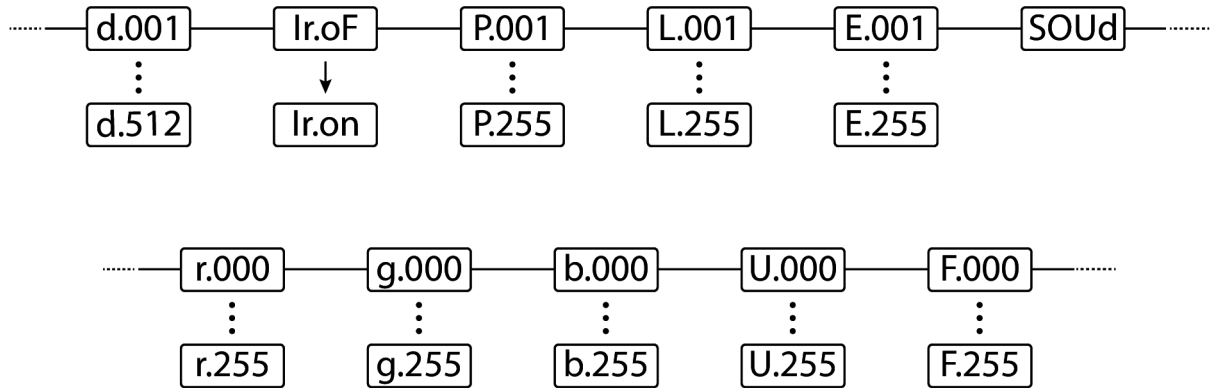 d.001 Ir.oF P.001 L.001 E.001 SOUd
d.512 Ir.on P.255 L.255 E.255
r.000 g.000 b.000 U.000 F.000
r.255 g.255 b.255 U.255 F.255